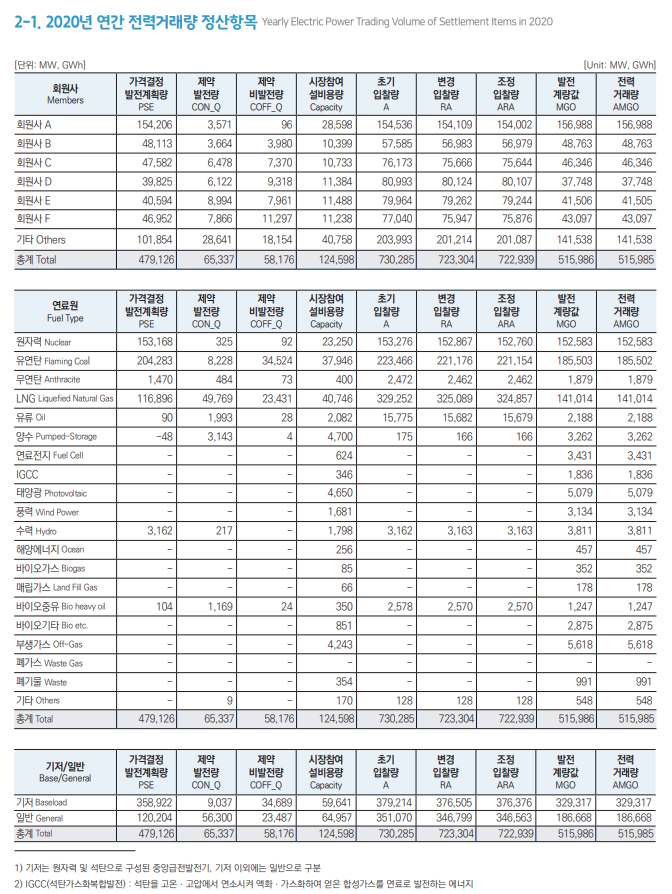 2-1. 2020년 연간 전력거래량 정산항목 Yearly Electric Power Trading Volume of Settlement Items in 2020
[단위: MW, GWh] [Unit: MW, GWh]
회원사 Members 가격결정 발전계획량 PSE 제약 발전량 CON_Q 제약 비발전량 COFF_Q 시장참여 설비용량 Capacity 초기 입찰량 A 변경 입찰량 RA 조정 입찰량 ARA 발전 계량값 MGO 전력 거래량 AMGO
회원사 A 154,206 3,571 96 28,598 154,536 154,109 154,002 156,988 156,988
회원사 B 48,113 3,664 3,980 10,399 57,585 56,983 56,979 48,763 48,763
회원사 C 47,582 6,478 7,370 10,733 76,173 75,666 75,644 46,346 46,346
회원사 D 39,825 6,122 9,318 11,384 80,993 80,124 80,107 37,748 37,748
회원사 E 40,594 8,994 7,961 11,488 79,964 79,262 79,244 41,506 41,505
회원사 F 46,952 7,866 11,297 11,238 77,040 75,947 75,876 43,097 43,097
기타 Others 101,854 28,641 18,154 40,758 203,993 201,214 201,087 141,538 141,538
총계 Total 479,126 65,337 58,176 124,598 730,285 723,304 722,939 515,986 515,985
연료원 Fuel Type 가격결정 발전계획량 PSE 제약 발전량 CON_Q 제약 비발전량 COFF_Q 시장참여 설비용량 Capacity 초기 입찰량 A 변경 입찰량 RA 조정 입찰량 ARA 발전 계량값 MGO 전력 거래량 AMGO
원자력 Nuclear 153,168 325 92 23,250 153,276 152,867 152,760 152,583 152,583
유연탄 Flaming Coal 204,283 8,228 34,524 37,946 223,466 221,176 221,154 185,503 185,502
무연탄 Anthracite 1,470 484 73 400 2,472 2,462 2,462 1,879 1,879
LNG Liquefied Natural Gas 116,896 49,769 23,431 40,746 329,252 325,089 324,857 141,014 141,014
유류 Oil 90 1,993 28 2,082 15,775 15,682 15,679 2,188 2,188
양수 Pumped-Storage -48 3,143 4 4,700 175 166 166 3,262 3,262
연료전지 Fuel Cell - - - 624 - - - 3,431 3,431
IGCC - - - 346 - - - 1,836 1,836
태양광 Photovoltaic - - - 4,650 - - - 5,079 5,079
풍력 Wind Power - - - 1,681 - - - 3,134 3,134
수력 Hydro 3,162 217 - 1,798 3,162 3,163 3,163 3,811 3,811
해양에너지 Ocean - - - 256 - - - 457 457
바이오가스 Biogas - - - 85 - - - 352 352
매립가스 Land Fill Gas - - - 66 - - - 178 178
바이오중유 Bio heavy oil 104 1,169 24 350 2,578 2,570 2,570 1,247 1,247
바이오기타 Bio etc. - - - 851 - - - 2,875 2,875
부생가스 Off-Gas - - - 4,243 - - - 5,618 5,618
폐가스 Waste Gas - - - - - - - - -
폐기물 Waste - - - 354 - - - 991 991
기타 Others - 9 - 170 128 128 128 548 548
총계 Total 479,126 65,337 58,176 124,598 730,285 723,304 722,939 515,986 515,985
기저/일반 Base/General 가격결정 발전계획량 PSE 제약 발전량 CON_Q 제약 비발전량 COFF_Q 시장참여 설비용량 Capacity 초기 입찰량 A 변경 입찰량 RA 조정 입찰량 ARA 발전 계량값 MGO 전력 거래량 AMGO
기저 Baseload 358,922 9,037 34,689 59,641 379,214 376,505 376,376 329,317 329,317
일반 General 120,204 56,300 23,487 64,957 351,070 346,799 346,563 186,668 186,668
총계 Total 479,126 65,337 58,176 124,598 730,285 723,304 722,939 515,986 515,985
1) 기저는 원자력 및 석탄으로 구성된 중앙급전발전기, 기저 이외에는 일반으로 구분
2) IGCC(석탄가스화복합발전) : 석탄을 고온·고압에서 연소시켜 액화·가스화하여 얻은 합성가스를 연료로 발전하는 에너지